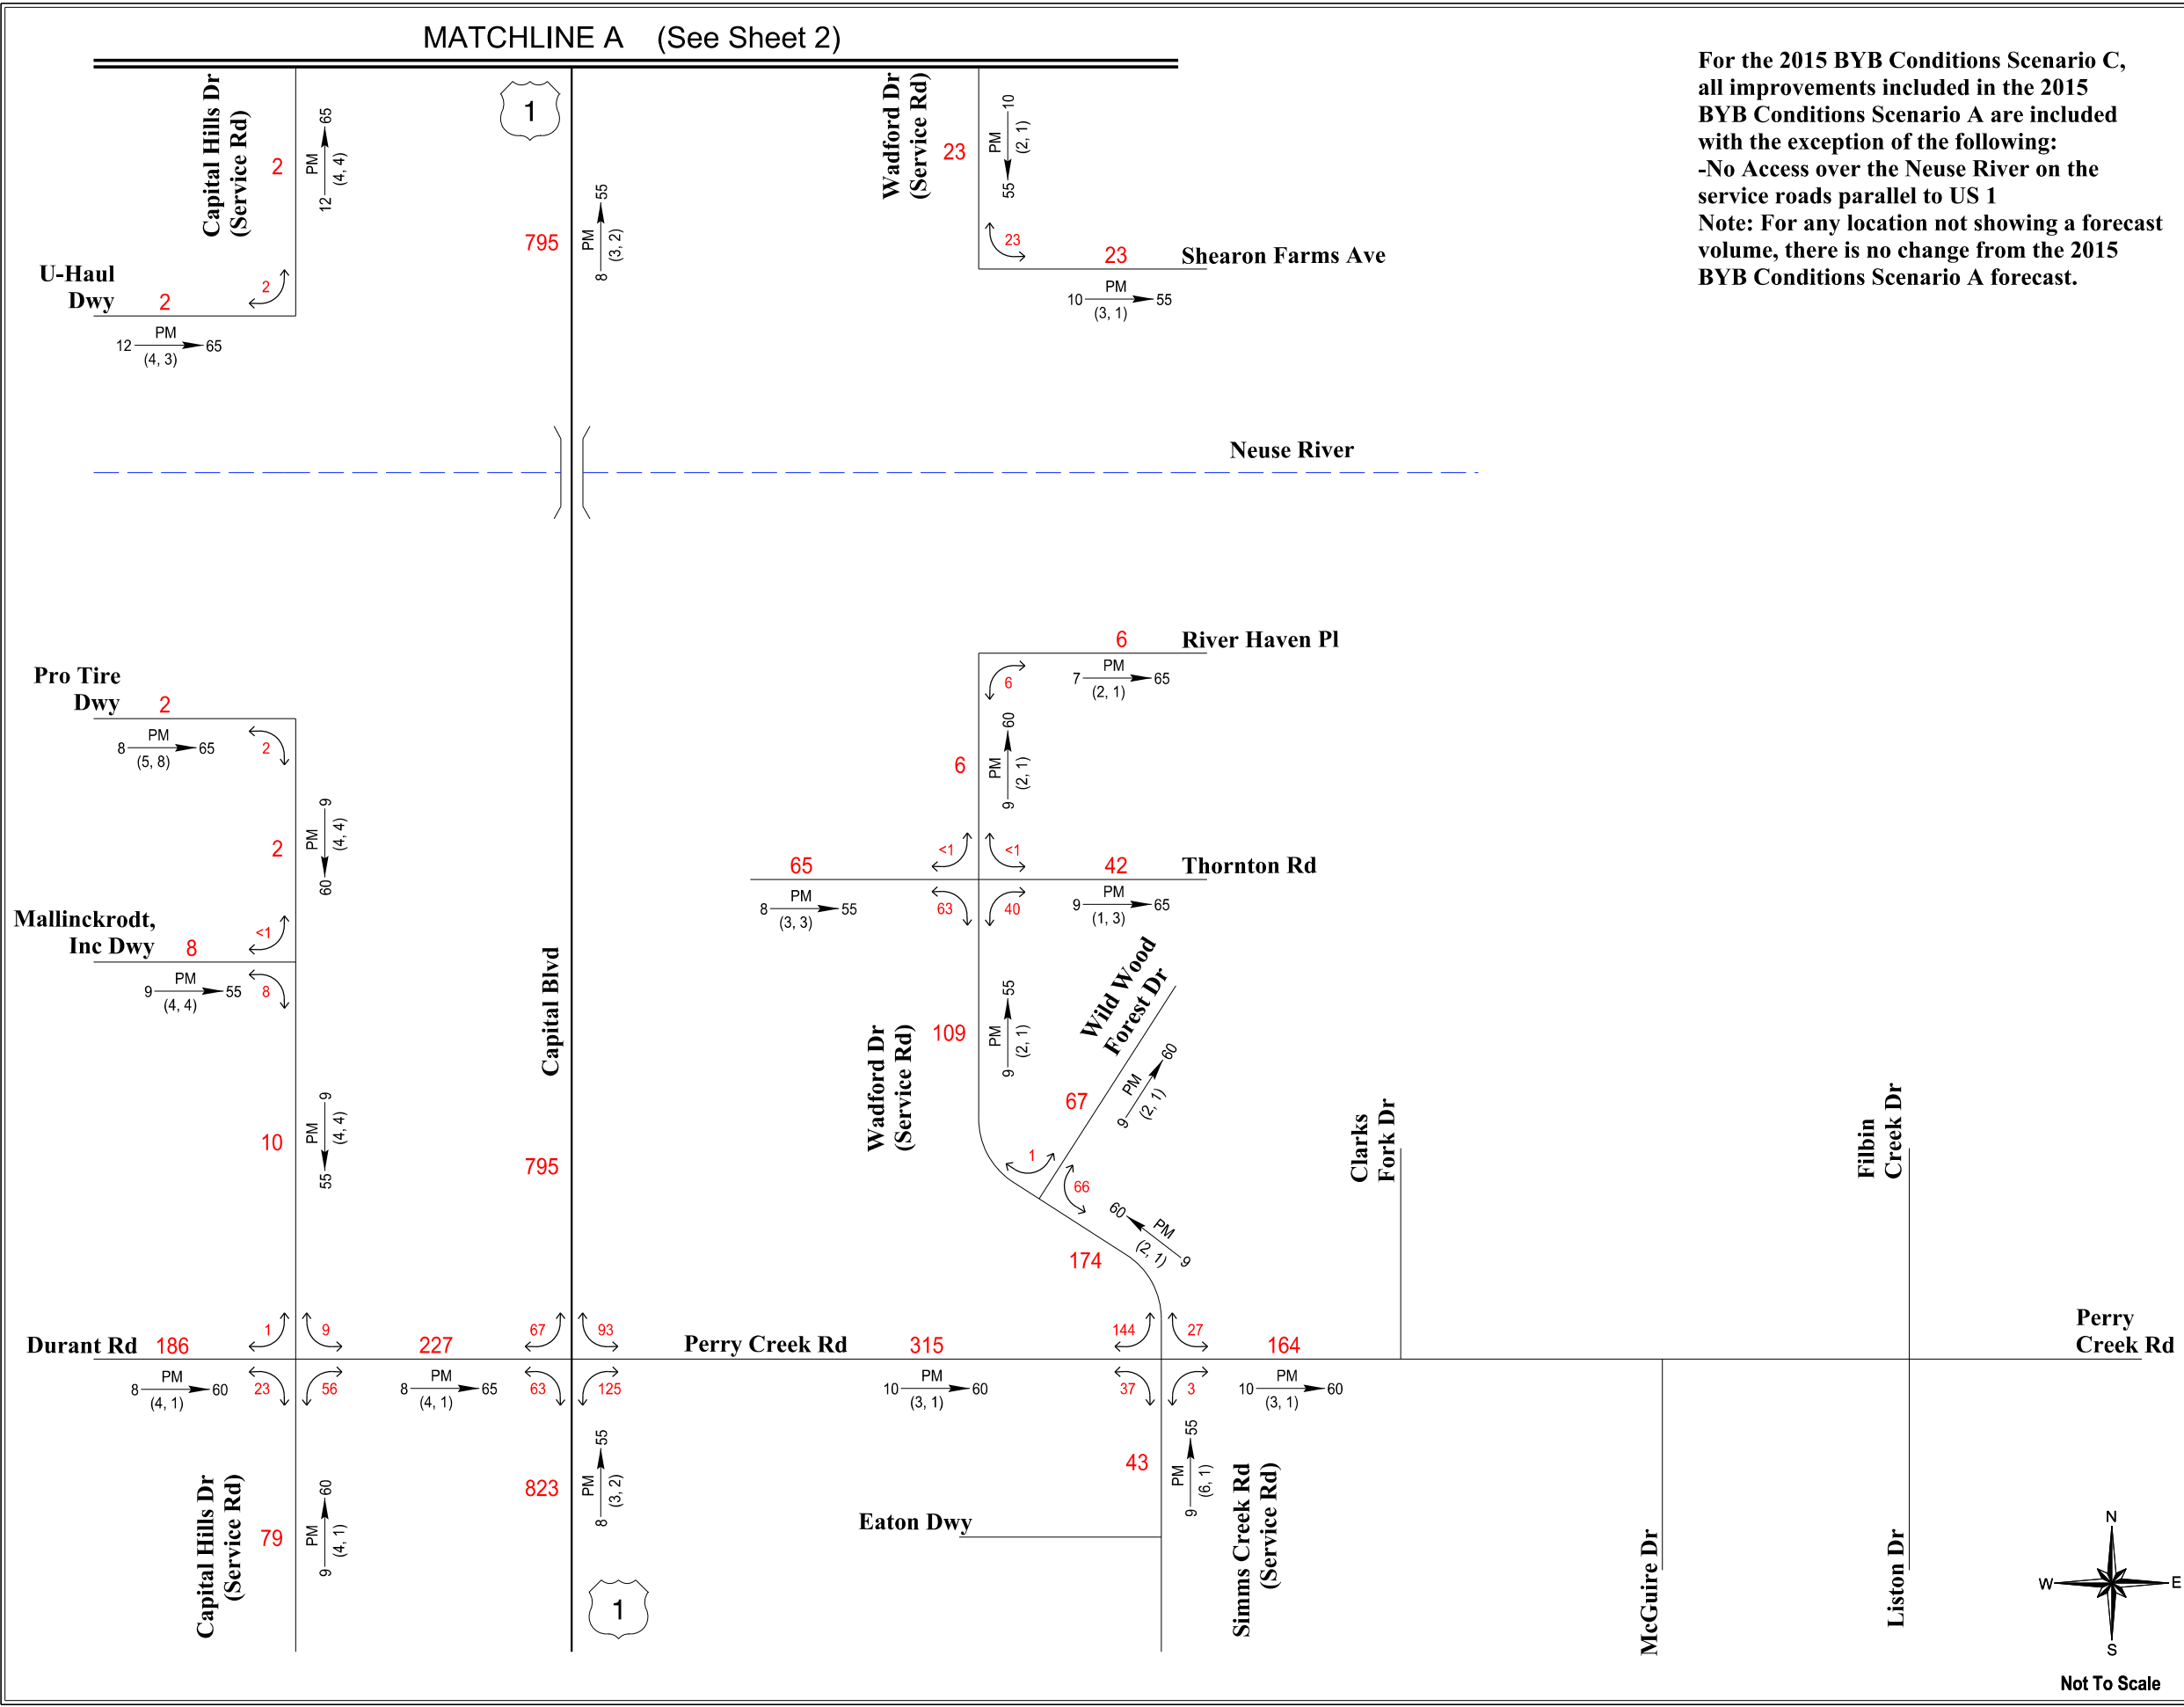 MATCHLINE A (See Sheet 2)
For the 2015 BYB Conditions Scenario C,
all improvements included in the 2015
BYB Conditions Scenario A are included
with the exception of the following:
-No Access over the Neuse River on the
service roads parallel to US 1
Note: For any location not showing a forecast
volume, there is no change from the 2015
BYB Conditions Scenario A forecast.
Capital Hills Dr
(Service Rd)
2
12 PM 65
(4, 4)
1
795
8 PM 55
(3, 2)
Wadford Dr
(Service Rd)
23
10 PM 55
(2, 1)
23
23
Shearon Farms Ave
10 PM 55
(3, 1)
U-Haul
Dwy
2
2
12 PM 65
(4, 3)
Neuse River
River Haven Pl
6
6
7 PM 65
(2, 1)
6
9 PM 60
(2, 1)
Pro Tire
Dwy
2
2
8 PM 65
(5, 8)
2
9 PM 60
(4, 4)
<1
<1
65
42
Thornton Rd
8 PM 55
(3, 3)
63
40
9 PM 65
(1, 3)
Mallinckrodt,
Inc Dwy
8
<1
9 PM 55
(4, 4)
8
Capital Blvd
795
10
9 PM 55
(4, 4)
Wadford Dr
(Service Rd)
109
9 PM 55
(2, 1)
Wild Wood
Forest Dr
67
9 PM 60
(2, 1)
1
66
60 PM 9
(2, 1)
174
Clarks
Fork Dr
Filbin
Creek Dr
Durant Rd
186
1
9
227
67
93
Perry Creek Rd
315
144
27
164
Perry
Creek Rd
8 PM 60
(4, 1)
23
56
8 PM 65
(4, 1)
63
125
10 PM 60
(3, 1)
37
3
10 PM 60
(3, 1)
Capital Hills Dr
(Service Rd)
79
9 PM 60
(4, 1)
823
8 PM 55
(3, 2)
1
43
9 PM 55
(6, 1)
Eaton Dwy
Simms Creek Rd
(Service Rd)
McGuire Dr
Liston Dr
N
W
E
S
Not To Scale